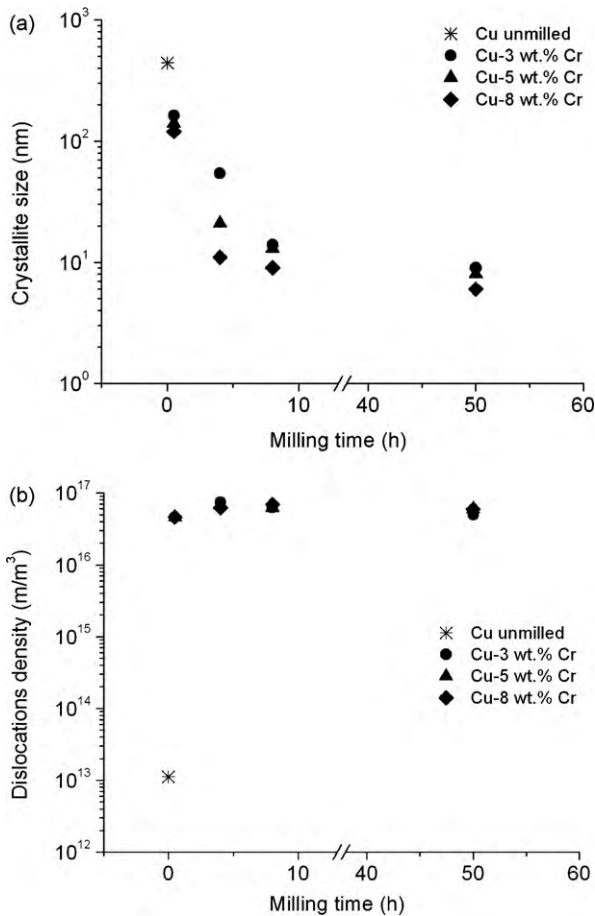 (a)
10³
10²
10¹
10⁰
Crystallite size (nm)
Cu unmilled
Cu-3 wt.% Cr
Cu-5 wt.% Cr
Cu-8 wt.% Cr
0 10 40 50 60
Milling time (h)
(b)
10¹⁷
10¹⁶
10¹⁵
10¹⁴
10¹³
10¹²
Dislocations density (m/m³)
Cu unmilled
Cu-3 wt.% Cr
Cu-5 wt.% Cr
Cu-8 wt.% Cr
0 10 40 50 60
Milling time (h)